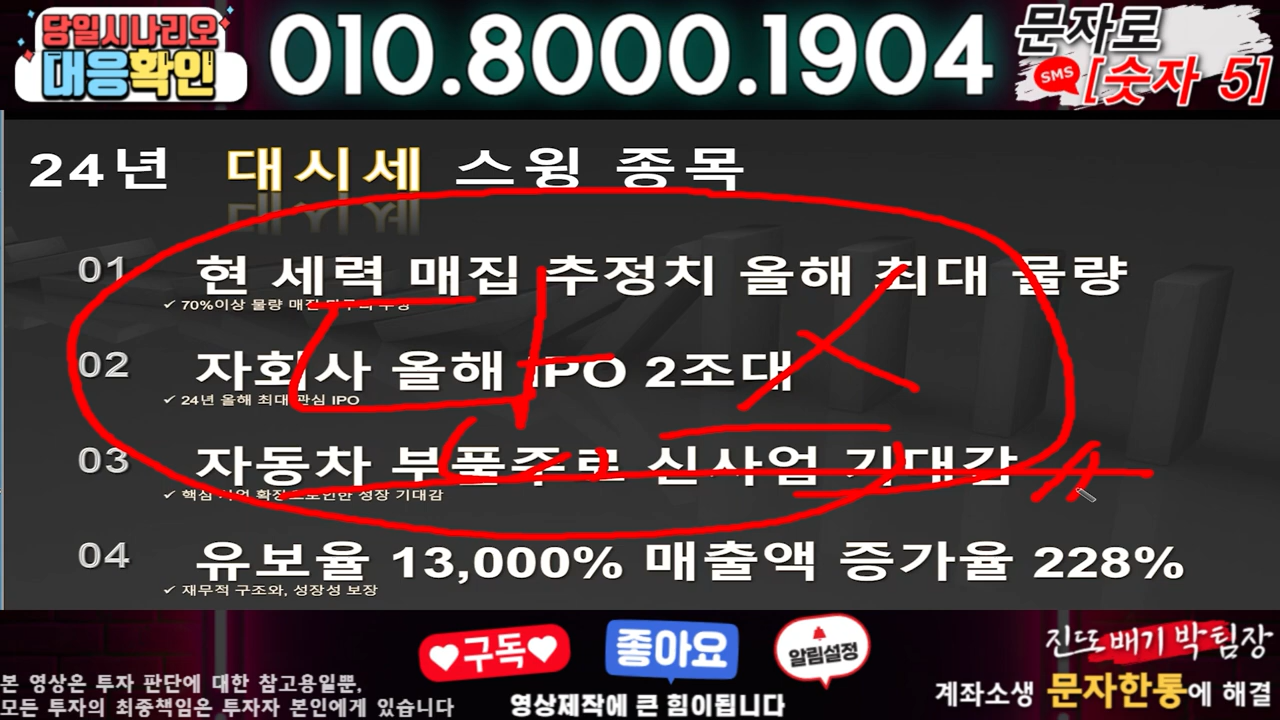 당일시나리오
대응확인
010.8000.1904
문자로
SMS [숫자 5]
24년 대시세 스윙 종목
01 현 세력 매집 추정치 올해 최대 물량
✓ 70%이상 물량 매집
02 자회사 올해 IPO 2조대
✓ 24년 올해 최대 관심 IPO
03 자동차 부품주로 신사업 기대감
✓ 핵심 사업 확장으로인한 성장 기대감
04 유보율 13,000% 매출액 증가율 228%
✓ 재무적 구조와, 성장성 보장
구독
좋아요
알림설정
영상제작에 큰 힘이됩니다
본 영상은 투자 판단에 대한 참고용일뿐,
모든 투자의 최종책임은 투자자 본인에게 있습니다
진또배기 박팀장
계좌소생 문자한통에 해결